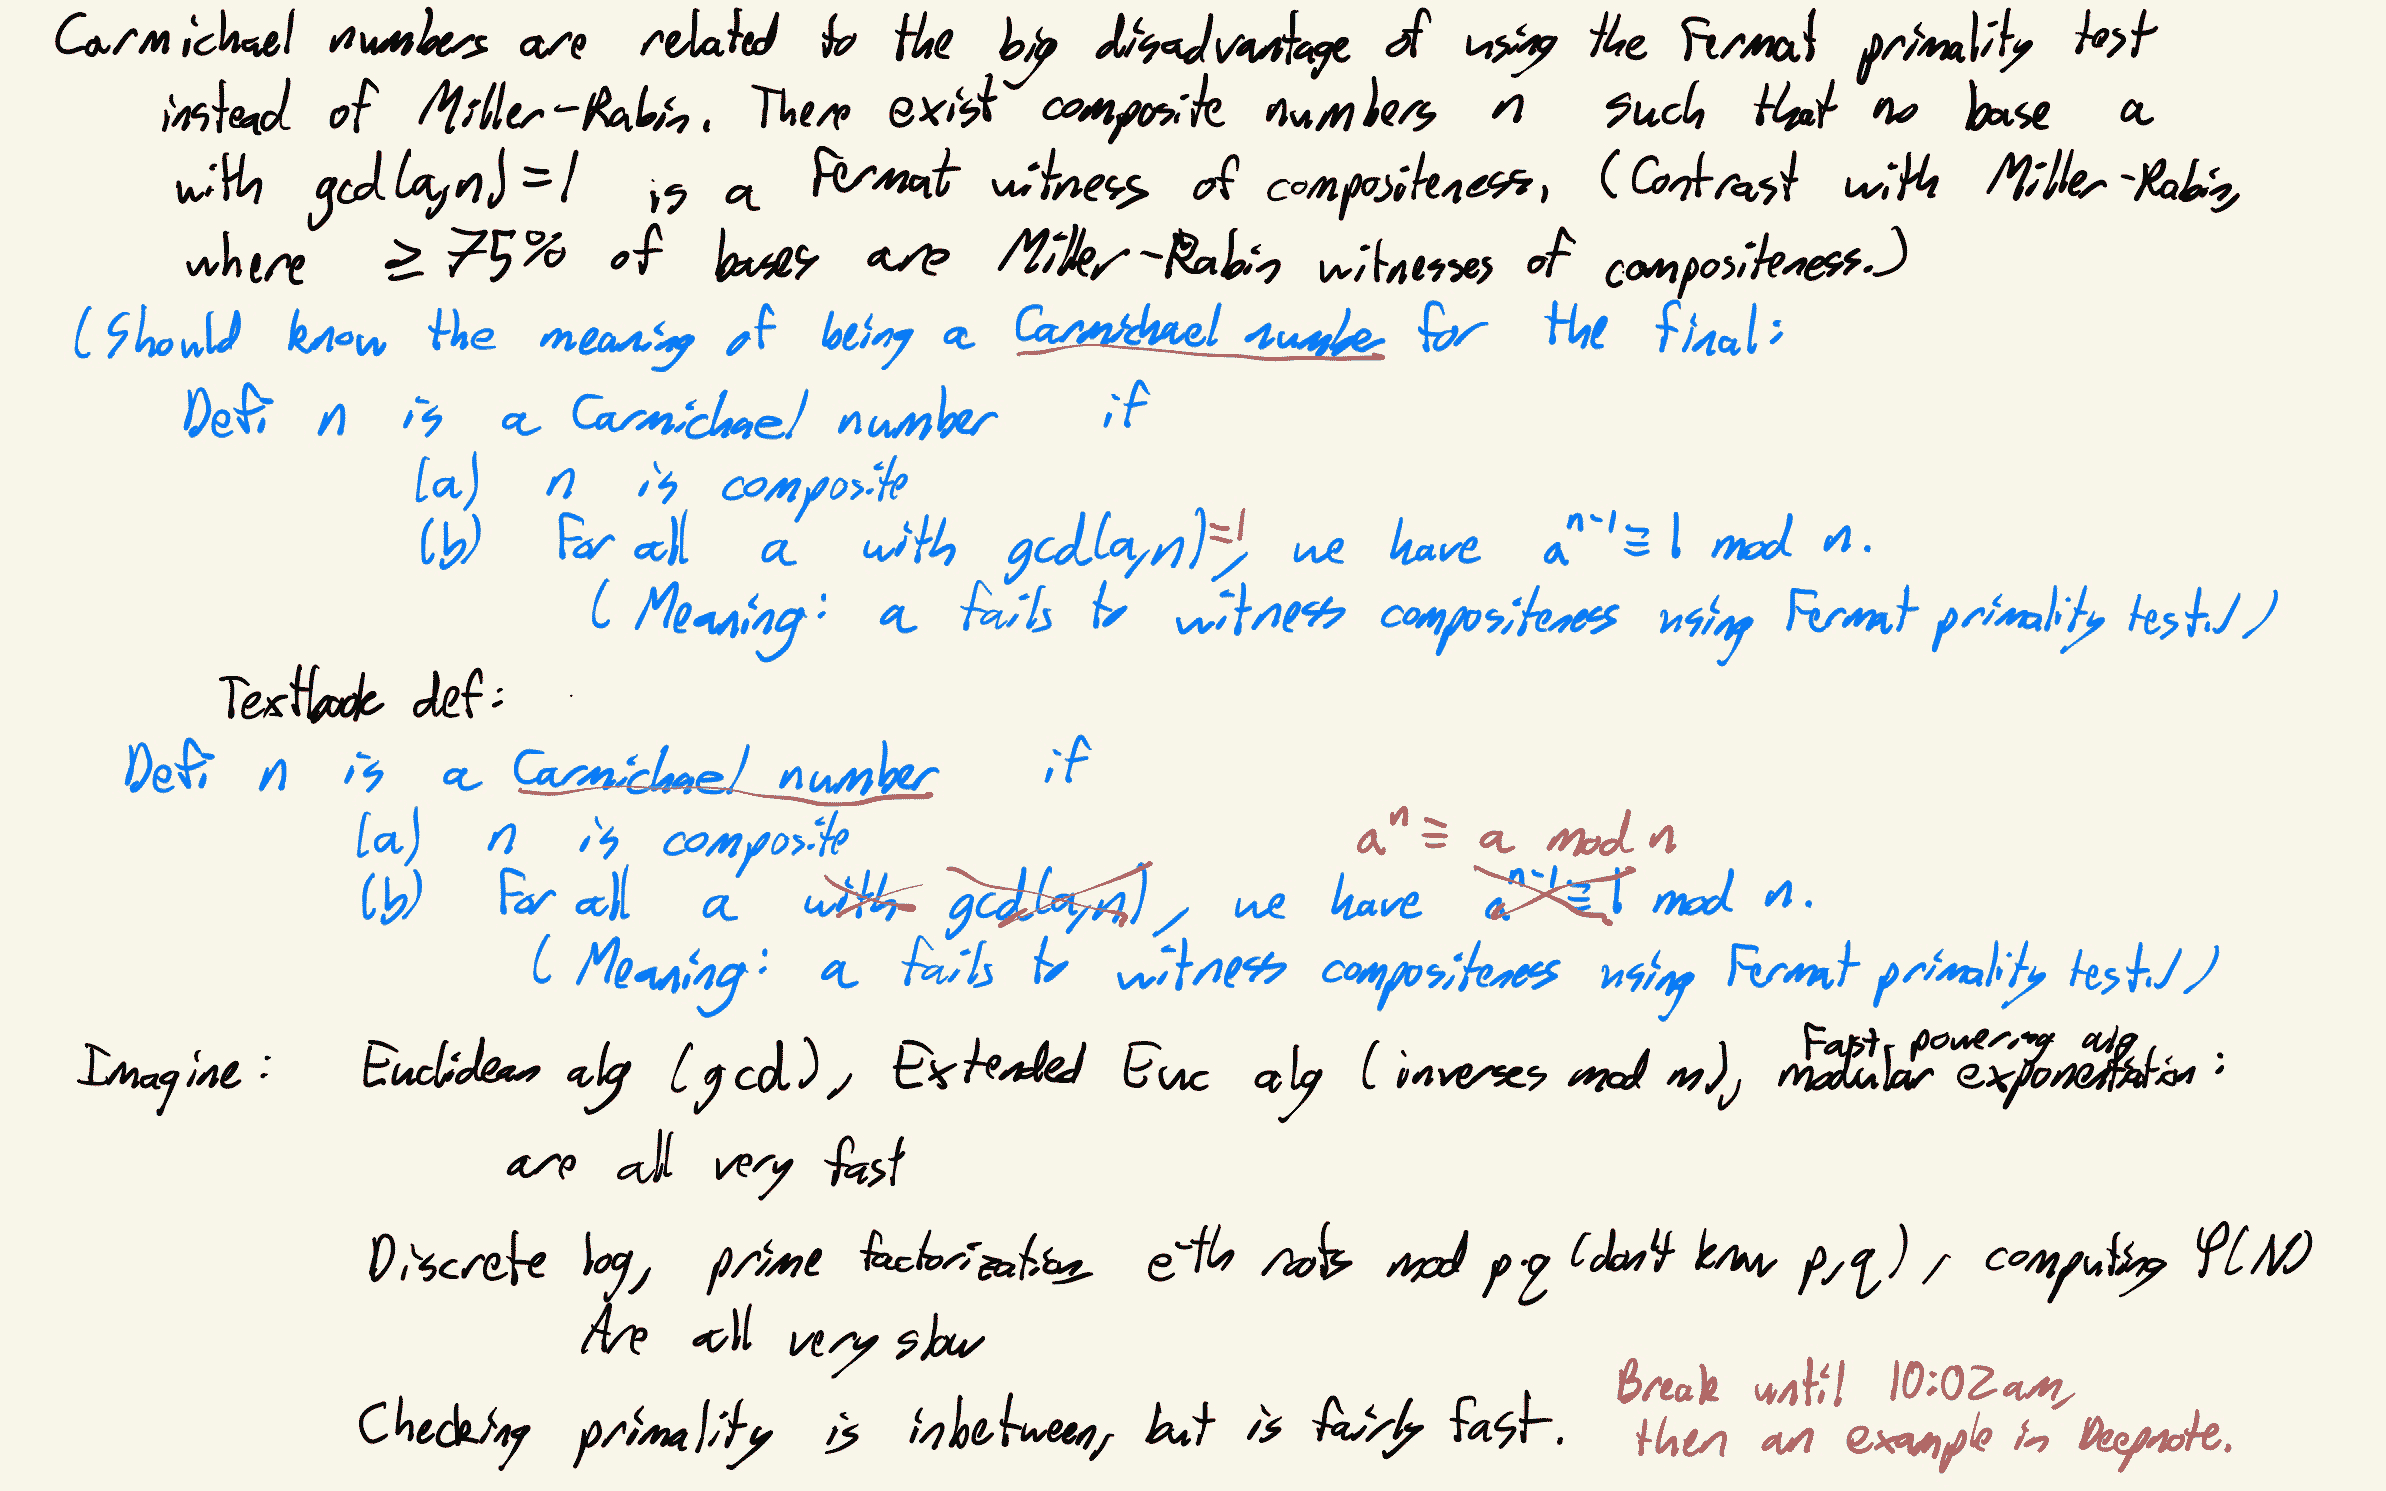 Carmichael numbers are related to the big disadvantage of using the Fermat primality test
instead of Miller-Rabin. There exist composite numbers n such that no base a
with gcd(a,n)=1 is a Fermat witness of compositeness. (Contrast with Miller-Rabin,
where ≥ 75% of bases are Miller-Rabin witnesses of compositeness.)
(Should know the meaning of being a Carmichael number for the final:
Def: n is a Carmichael number if
(a) n is composite
(b) For all a with gcd(a,n)=1, we have a^{n-1} ≡ 1 mod n.
(Meaning: a fails to witness compositeness using Fermat primality test.))
Textbook def:
Def: n is a Carmichael number if
(a) n is composite
a^n ≡ a mod n
(b) For all a with gcd(a,n), we have a^{n-1} ≡ 1 mod n.
(Meaning: a fails to witness compositeness using Fermat primality test.))
Fast powering alg
Imagine: Euclidean alg (gcd), Extended Euc alg (inverses mod m), modular exponentiation:
are all very fast
Discrete log, prime factorization e-th roots mod p·q (don't know p,q), computing φ(N)
Are all very slow
Checking primality is inbetween, but is fairly fast.
Break until 10:02am,
then an example in Deepnote.